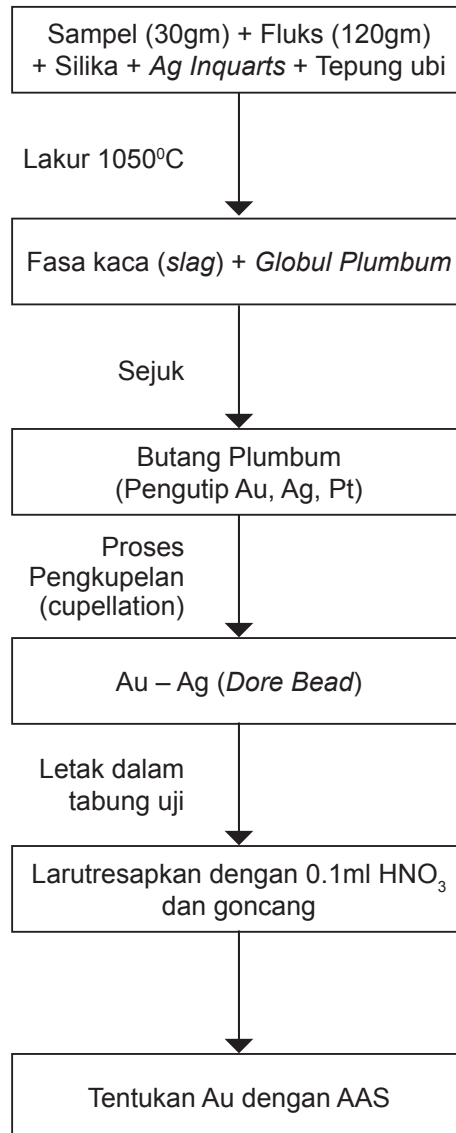 Sampel (30gm) + Fluks (120gm)
+ Silika + Ag Inquarts + Tepung ubi
Lakur 1050⁰C
Fasa kaca (slag) + Globul Plumbum
Sejuk
Butang Plumbum
(Pengutip Au, Ag, Pt)
Proses
Pengkupelan
(cupellation)
Au – Ag (Dore Bead)
Letak dalam
tabung uji
Larutresapkan dengan 0.1ml HNO₃
dan goncang
Tentukan Au dengan AAS